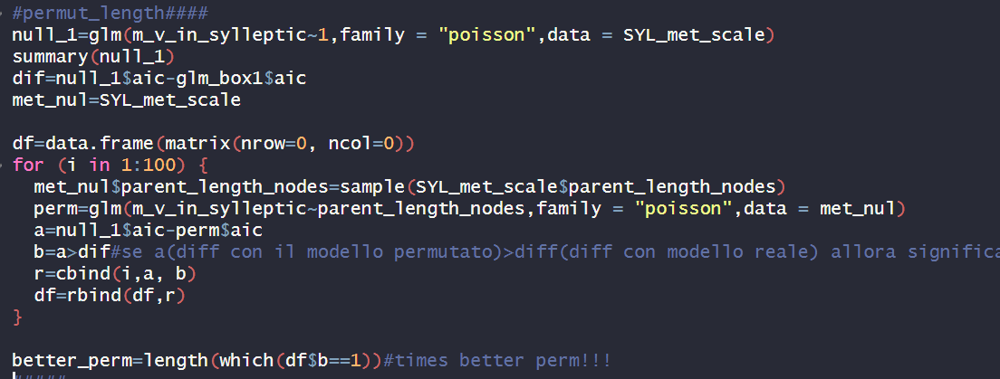 #permut_length####
null_1=glm(m_v_in_sylleptic~1,family = "poisson",data = SYL_met_scale)
summary(null_1)
dif=null_1$aic-glm_box1$aic
met_nul=SYL_met_scale
df=data.frame(matrix(nrow=0, ncol=0))
for (i in 1:100) {
met_nul$parent_length_nodes=sample(SYL_met_scale$parent_length_nodes)
perm=glm(m_v_in_sylleptic~parent_length_nodes,family = "poisson",data = met_nul)
a=null_1$aic-perm$aic
b=a>dif#se a(diff con il modello permutato)>diff(diff con modello reale) allora significa
r=cbind(i,a, b)
df=rbind(df,r)
}
better_perm=length(which(df$b==1))#times better perm!!!